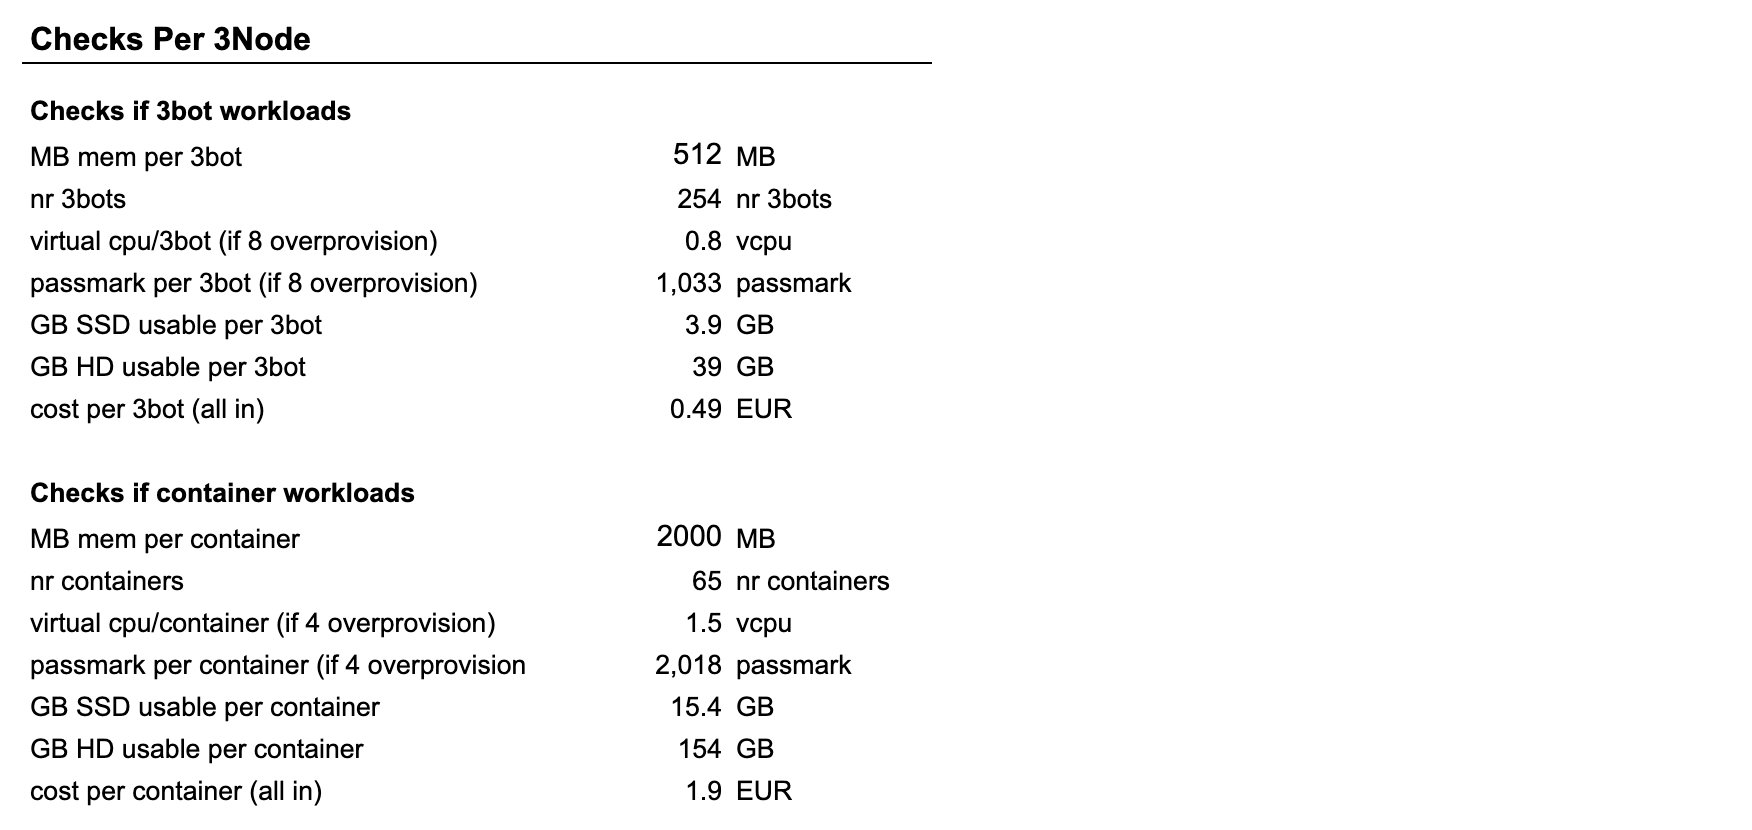 Checks Per 3Node
Checks if 3bot workloads
MB mem per 3bot 512 MB
nr 3bots 254 nr 3bots
virtual cpu/3bot (if 8 overprovision) 0.8 vcpu
passmark per 3bot (if 8 overprovision) 1,033 passmark
GB SSD usable per 3bot 3.9 GB
GB HD usable per 3bot 39 GB
cost per 3bot (all in) 0.49 EUR
Checks if container workloads
MB mem per container 2000 MB
nr containers 65 nr containers
virtual cpu/container (if 4 overprovision) 1.5 vcpu
passmark per container (if 4 overprovision 2,018 passmark
GB SSD usable per container 15.4 GB
GB HD usable per container 154 GB
cost per container (all in) 1.9 EUR